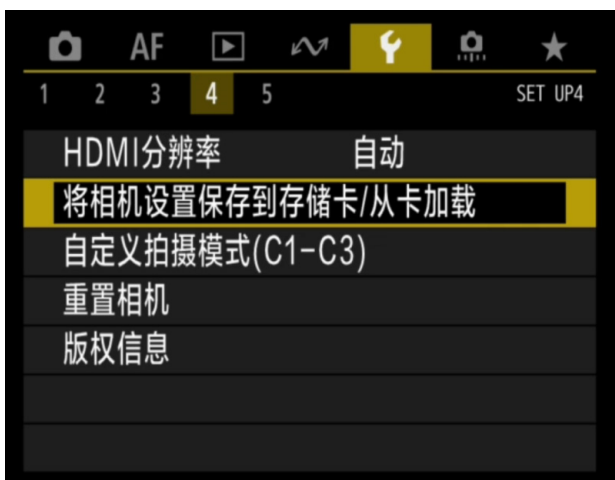 AF
1 2 3 4 5 SET UP4
HDMI分辨率 自动
将相机设置保存到存储卡/从卡加载
自定义拍摄模式(C1-C3)
重置相机
版权信息